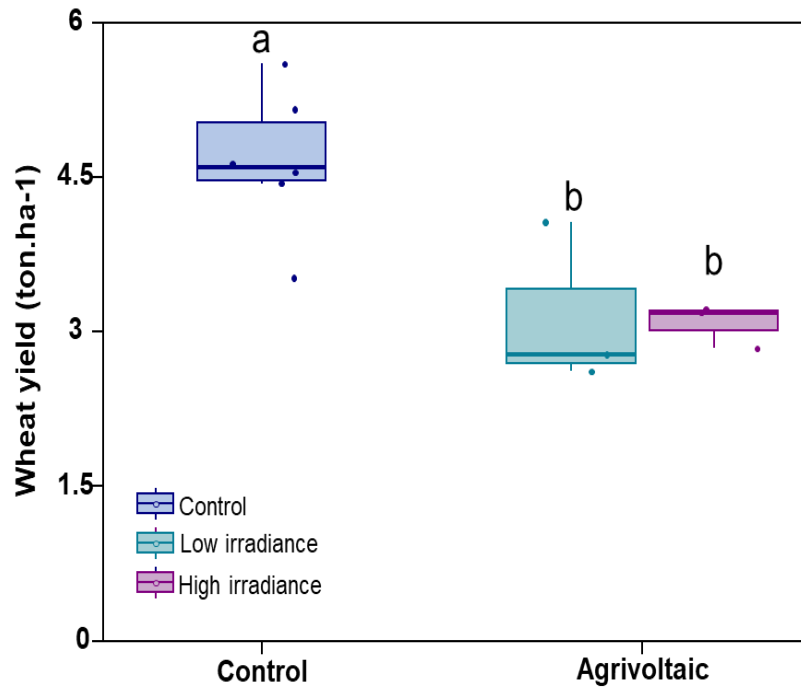 6
a
4.5
b
b
3
1.5
0
Wheat yield (ton.ha-1)
Control
Low irradiance
High irradiance
Control
Agrivoltaic